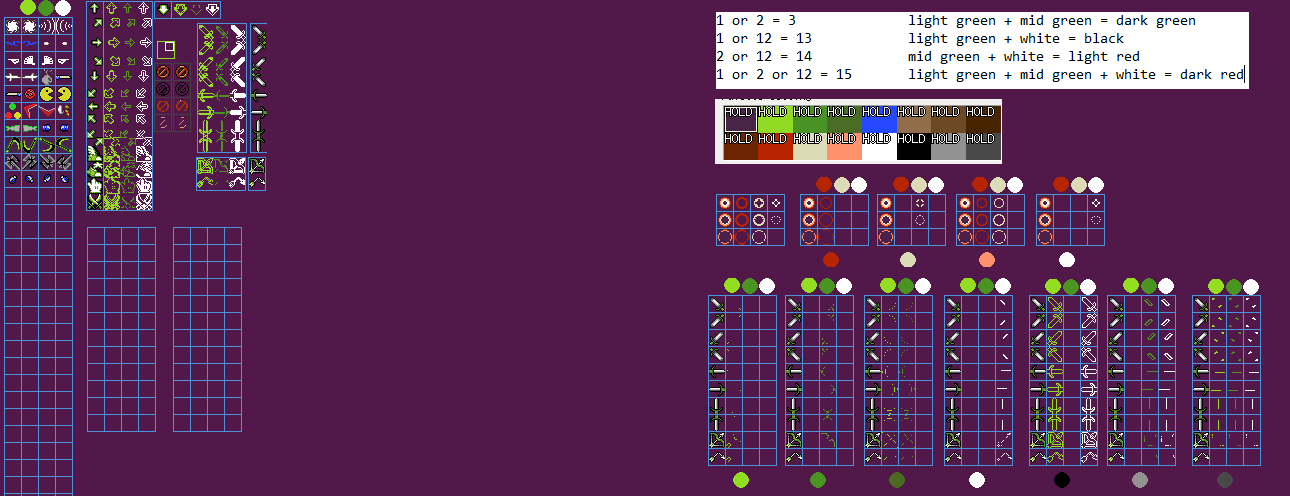 1 or 2 = 3 light green + mid green = dark green
1 or 12 = 13 light green + white = black
2 or 12 = 14 mid green + white = light red
1 or 2 or 12 = 15 light green + mid green + white = dark red
HOLD HOLD HOLD HOLD HOLD HOLD HOLD HOLD
HOLD HOLD HOLD HOLD HOLD HOLD HOLD HOLD